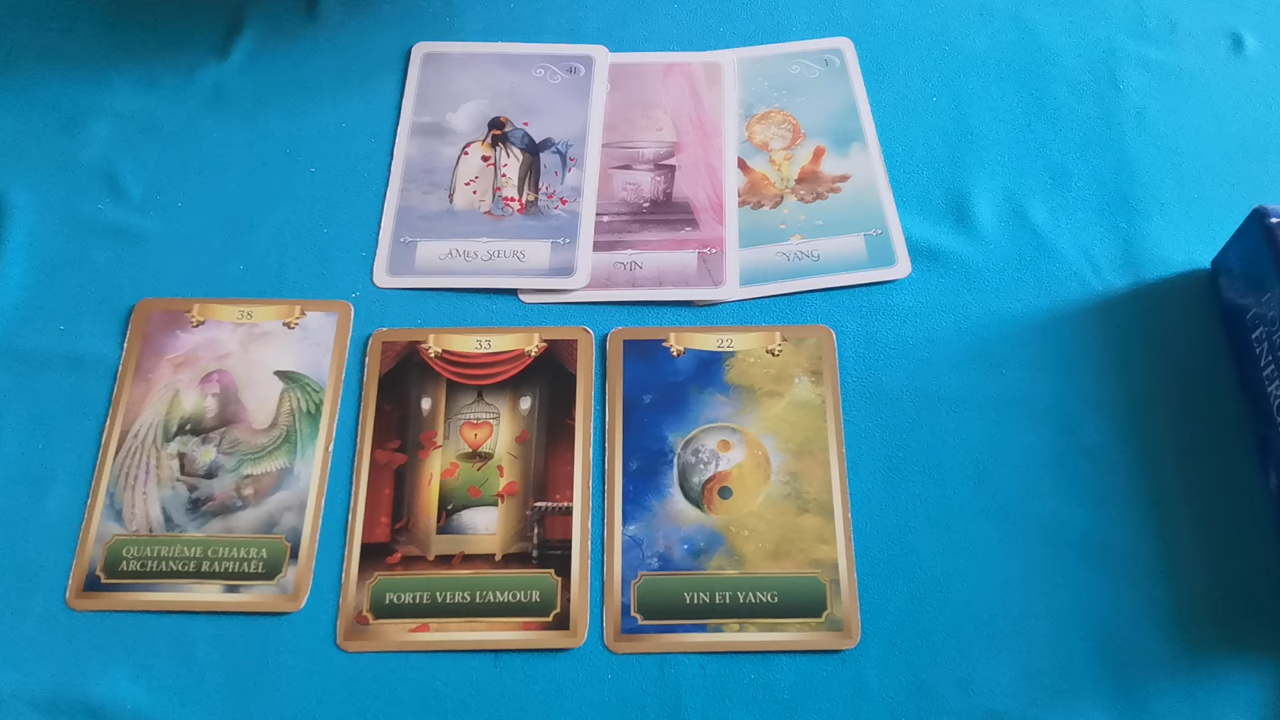 41
1
ÂMES SŒURS
YIN
YANG
38
33
22
QUATRIÈME CHAKRA
ARCHANGE RAPHAËL
PORTE VERS L'AMOUR
YIN ET YANG